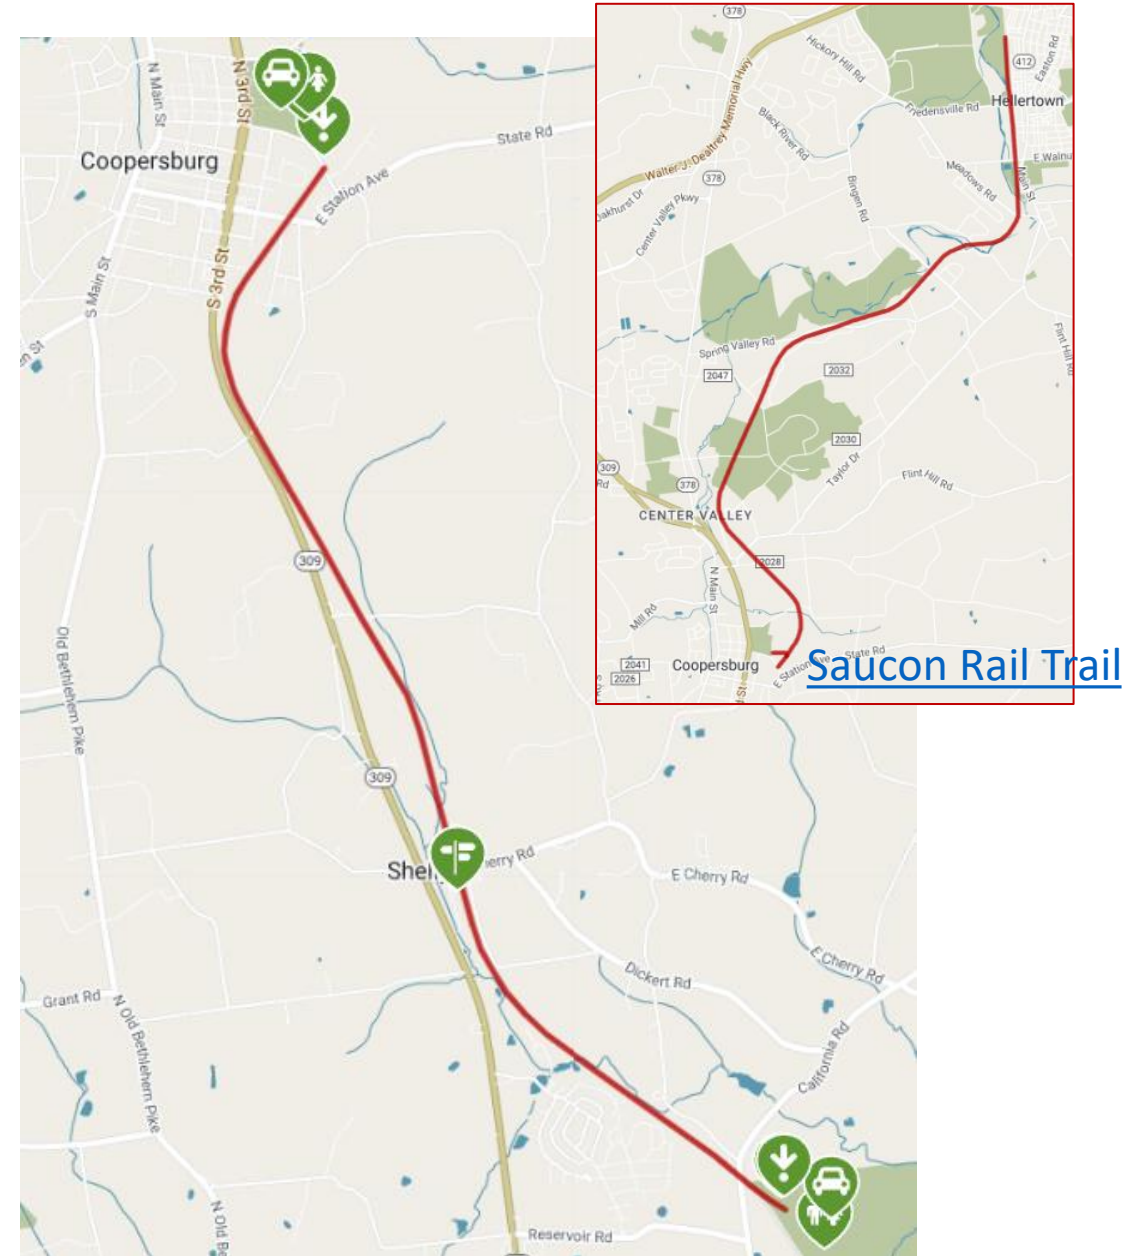 N Main St
N 3rd St
Coopersburg
State Rd
E Station Ave
S 3rd St
S Main St
309
Old Bethlehem Pike
309
Cherry Rd
E Cherry Rd
E Cherry Rd
Dickert Rd
Grant Rd
N Old Bethlehem Pike
California Rd
Reservoir Rd
378
Hickory Hill Rd
412
Easton Rd
Hellertown
Friedensville Rd
Black River Rd
Walter J. Dealtrey Memorial Hwy
Meadows Rd
Main St
378
Oakhurst Dr
Center Valley Pkwy
Bingen Rd
Spring Valley Rd
2047
2032
Flint Hill Rd
2030
Taylor Dr
Flint Hill Rd
309
Rd
378
CENTER VALLEY
2028
N Main St
Mill Rd
2041
2026
Coopersburg
E Station Ave
State Rd
Saucon Rail Trail